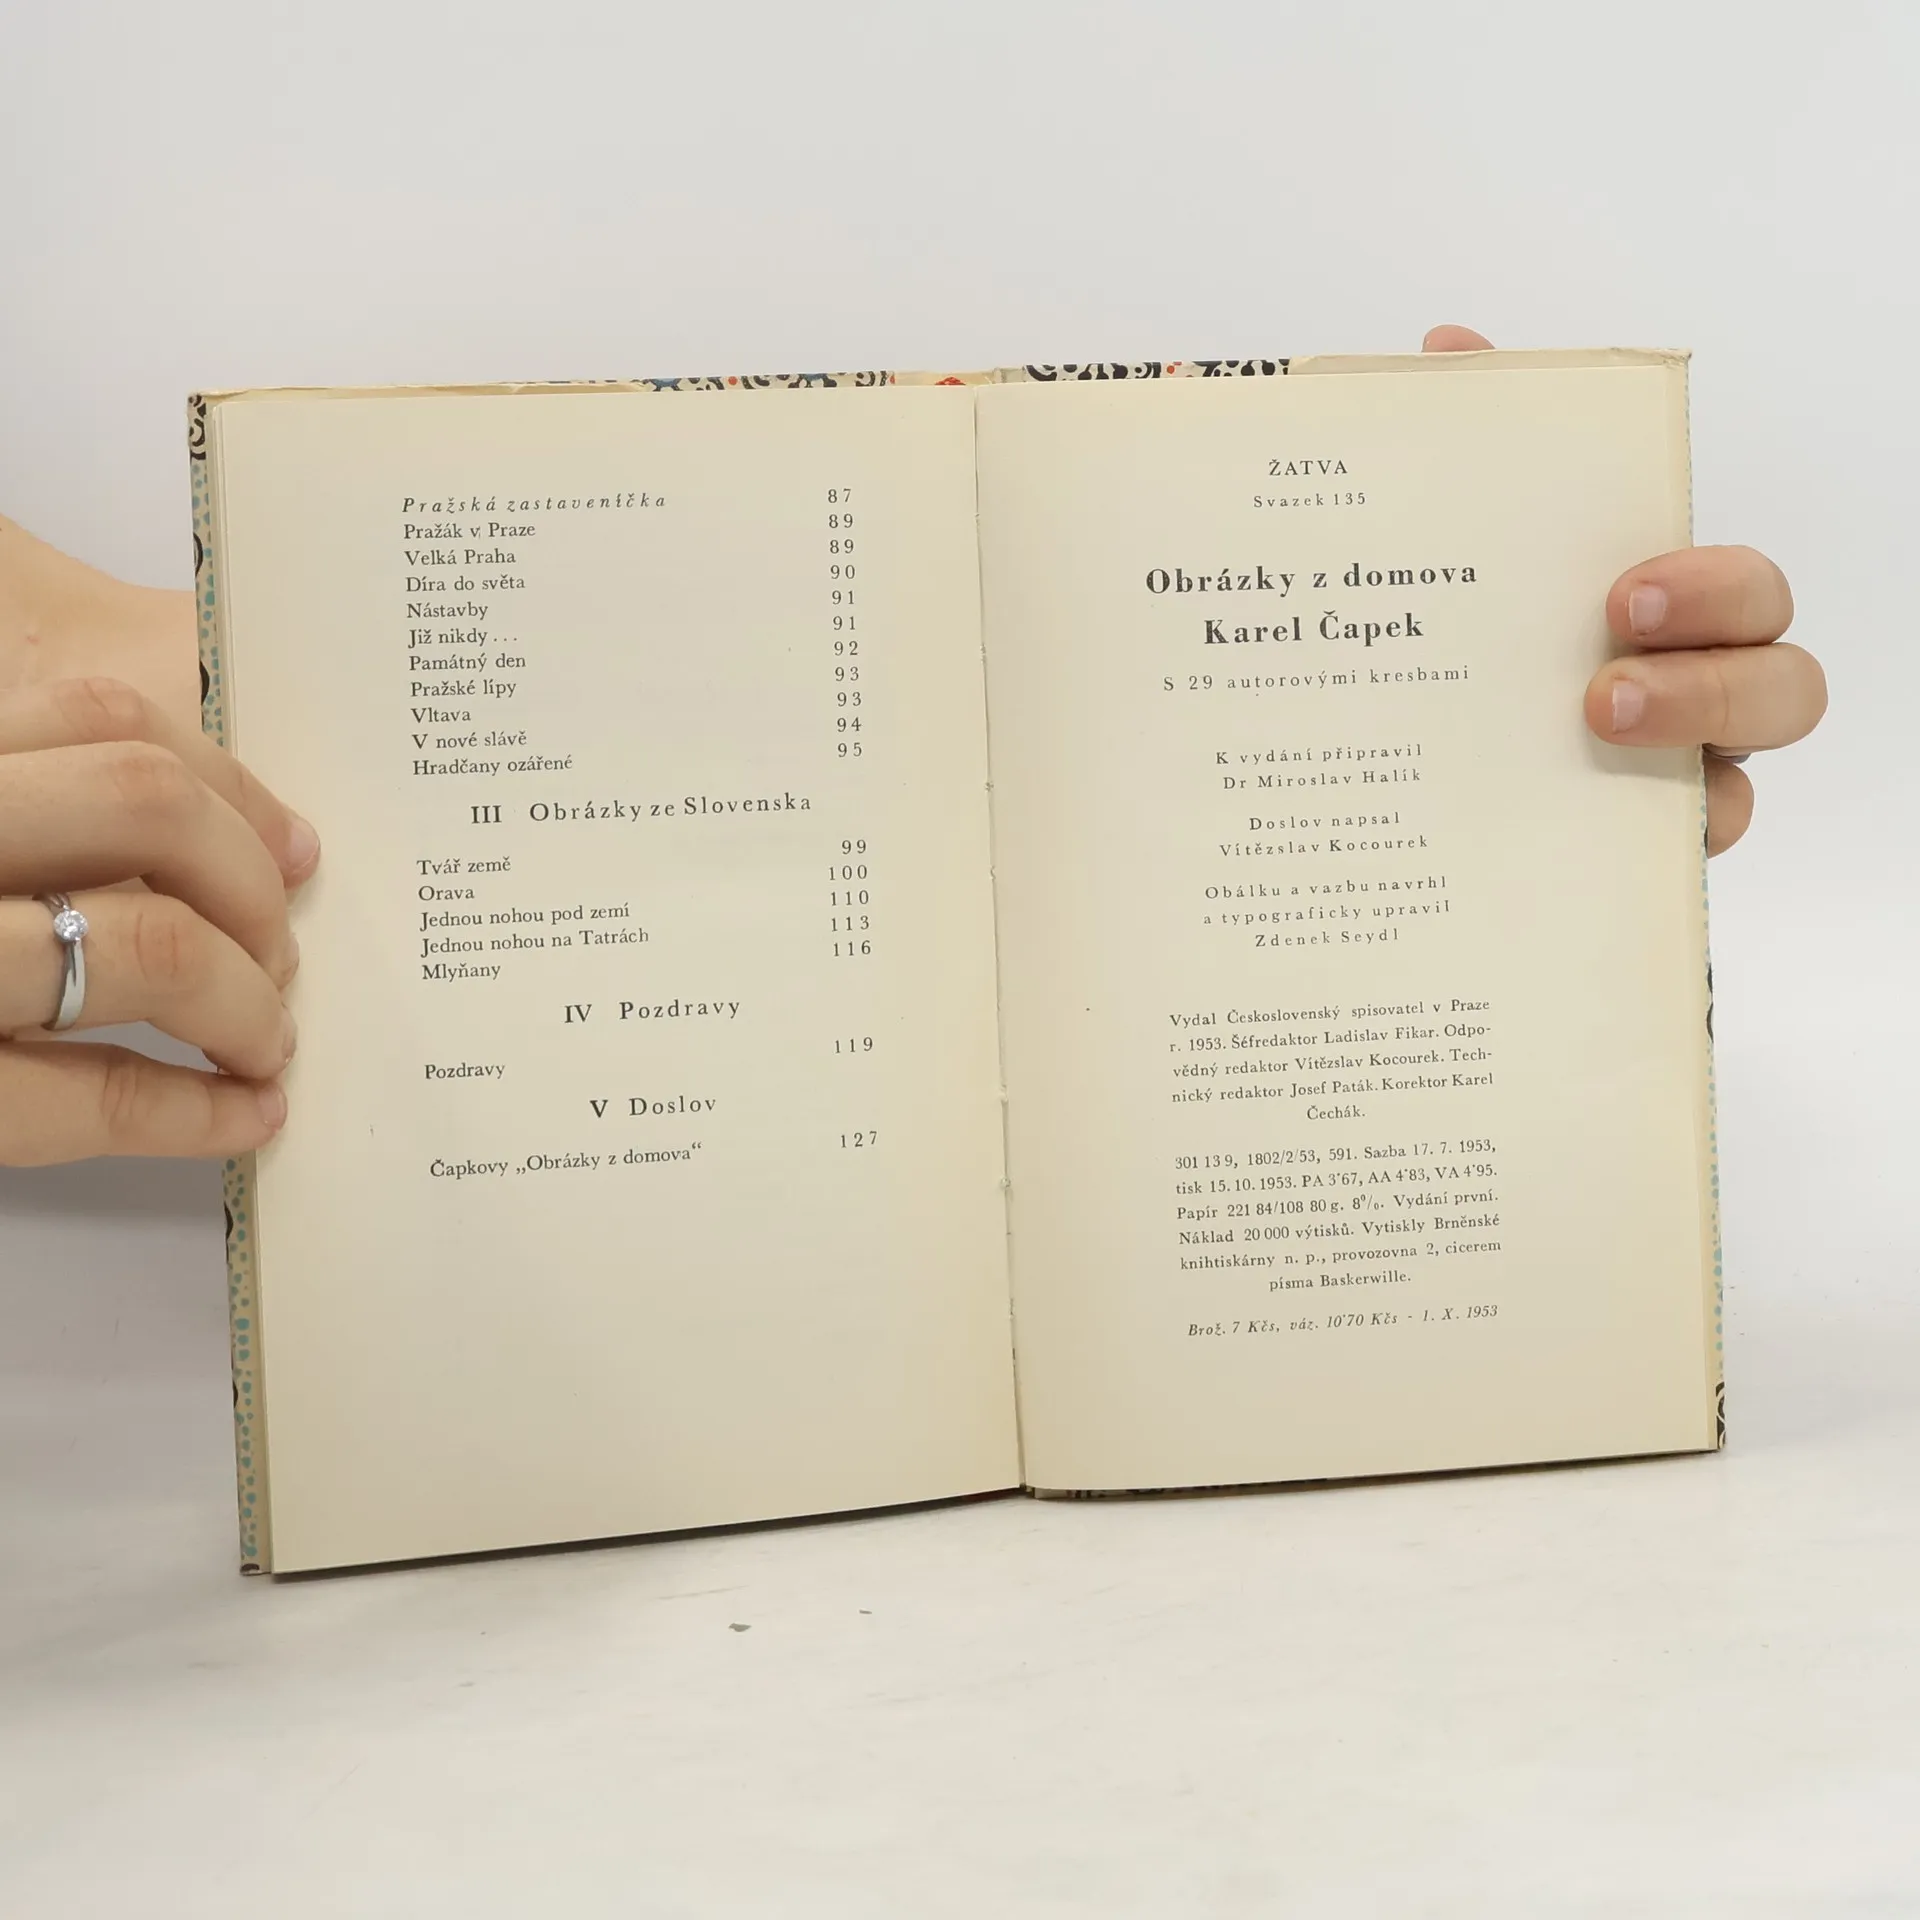 Pražská zastaveníčka 87
Pražák v Praze 89
Velká Praha 89
Díra do světa 90
Nástavby 91
Již nikdy . . . 91
Památný den 92
Pražské lípy 93
Vltava 93
V nové slávě 94
Hradčany ozářené 95
III Obrázky ze Slovenska
Tvář země 99
Orava 100
Jednou nohou pod zemí 110
Jednou nohou na Tatrách 113
Mlyňany 116
IV Pozdravy
Pozdravy 119
V Doslov
Čapkovy „Obrázky z domova“ 127
ŽATVA
Svazek 135
Obrázky z domova
Karel Čapek
S 29 autorovými kresbami
K vydání připravil
Dr Miroslav Halík
Doslov napsal
Vítězslav Kocourek
Obálku a vazbu navrhl
a typograficky upravil
Zdenek Seydl
Vydal Československý spisovatel v Praze
r. 1953. Šéfredaktor Ladislav Fikar. Odpo-
vědný redaktor Vítězslav Kocourek. Tech-
nický redaktor Josef Paták. Korektor Karel
Čechák.
301 13 9, 1802/2/53, 591. Sazba 17. 7. 1953,
tisk 15. 10. 1953. PA 3˙67, AA 4˙83, VA 4˙95.
Papír 221 84/108 80 g. 8%. Vydání první.
Náklad 20 000 výtisků. Vytiskly Brněnské
knihtiskárny n. p., provozovna 2, cicerem
písma Baskerwille.
Brož. 7 Kčs, váz. 10˙70 Kčs - 1. X. 1953